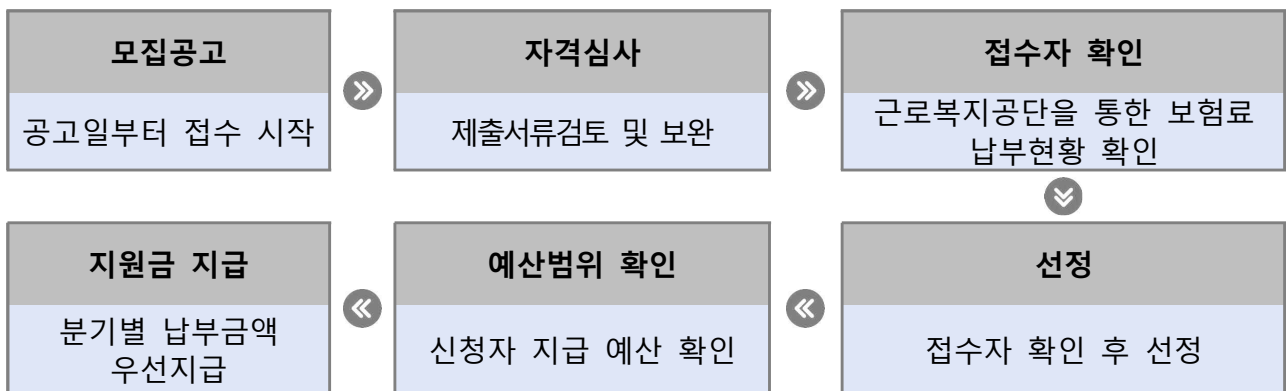 모집공고
공고일부터 접수 시작
자격심사
제출서류검토 및 보완
접수자 확인
근로복지공단을 통한 보험료
납부현황 확인
선정
접수자 확인 후 선정
예산범위 확인
신청자 지급 예산 확인
지원금 지급
분기별 납부금액
우선지급